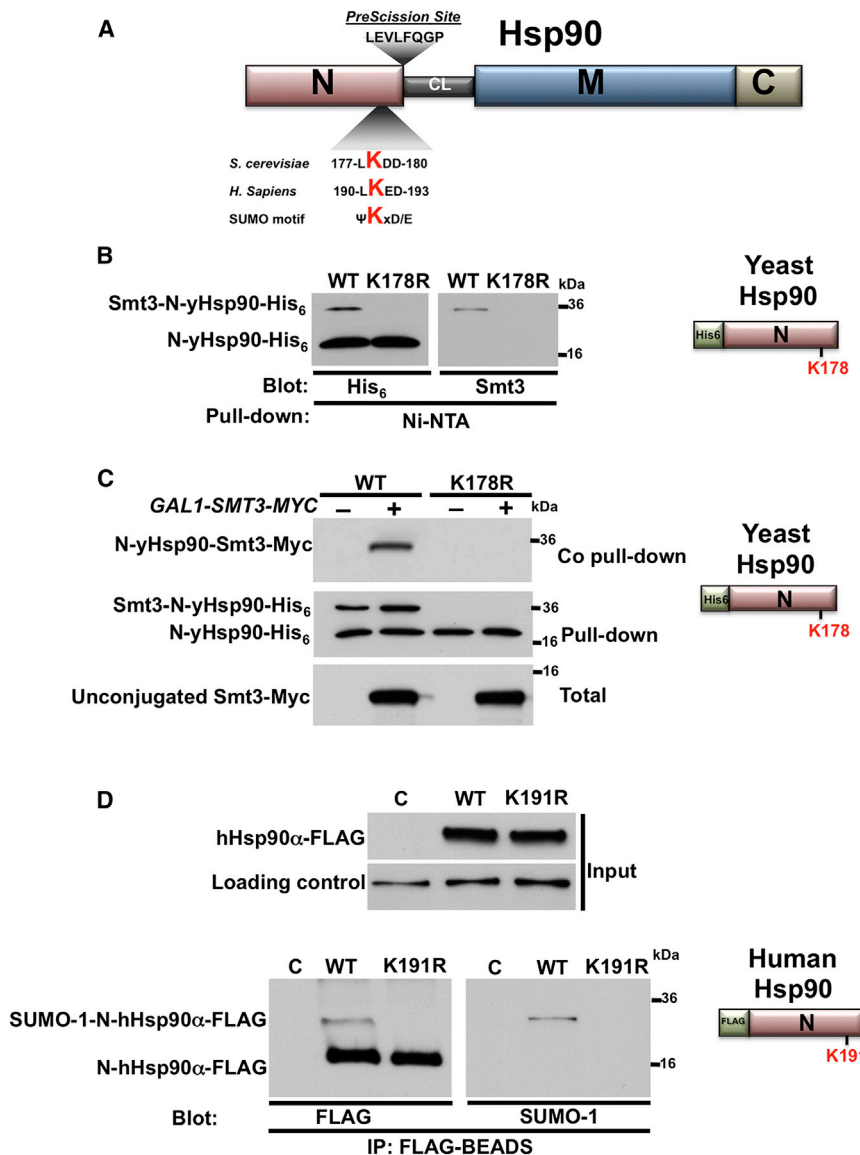 A
PreScission Site
LEVLFQGP
Hsp90
N
CL
M
C
S. cerevisiae 177-LKDD-180
H. Sapiens 190-LKED-193
SUMO motif ΨKxD/E
B
WT K178R WT K178R kDa
Smt3-N-yHsp90-His6
36
N-yHsp90-His6
16
Blot: His6 Smt3
Pull-down: Ni-NTA
Yeast
Hsp90
His6 N
K178
C
WT K178R
GAL1-SMT3-MYC – + – + kDa
N-yHsp90-Smt3-Myc
36
Co pull-down
Smt3-N-yHsp90-His6
36
N-yHsp90-His6
16
Pull-down
16
Unconjugated Smt3-Myc
Total
Yeast
Hsp90
His6 N
K178
D
C WT K191R
hHsp90α-FLAG
Loading control
Input
C WT K191R C WT K191R kDa
36
SUMO-1-N-hHsp90α-FLAG
N-hHsp90α-FLAG
16
Blot: FLAG SUMO-1
IP: FLAG-BEADS
Human
Hsp90
FLAG N
K191